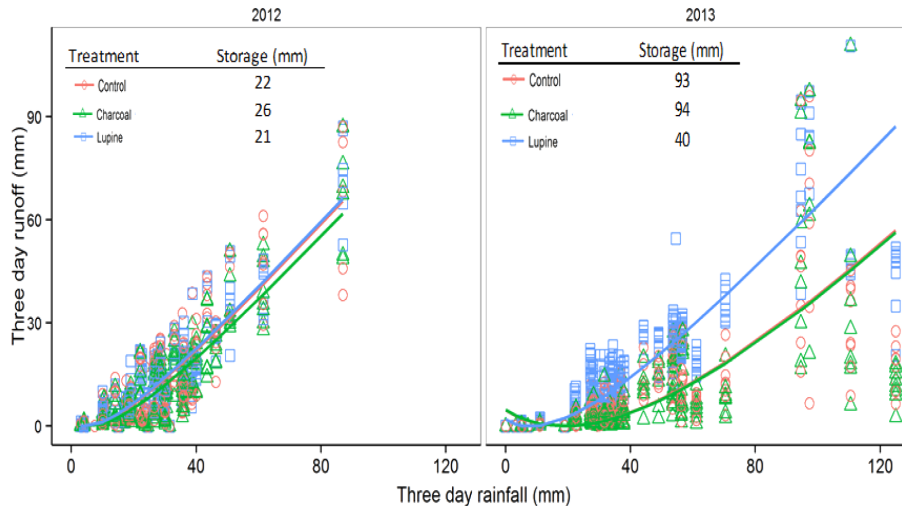 2012
2013
Treatment Storage (mm)
Control 22
Charcoal 26
Lupine 21
Treatment Storage (mm)
Control 93
Charcoal 94
Lupine 40
Three day runoff (mm)
90
60
30
0
0 40 80 120
0 40 80 120
Three day rainfall (mm)